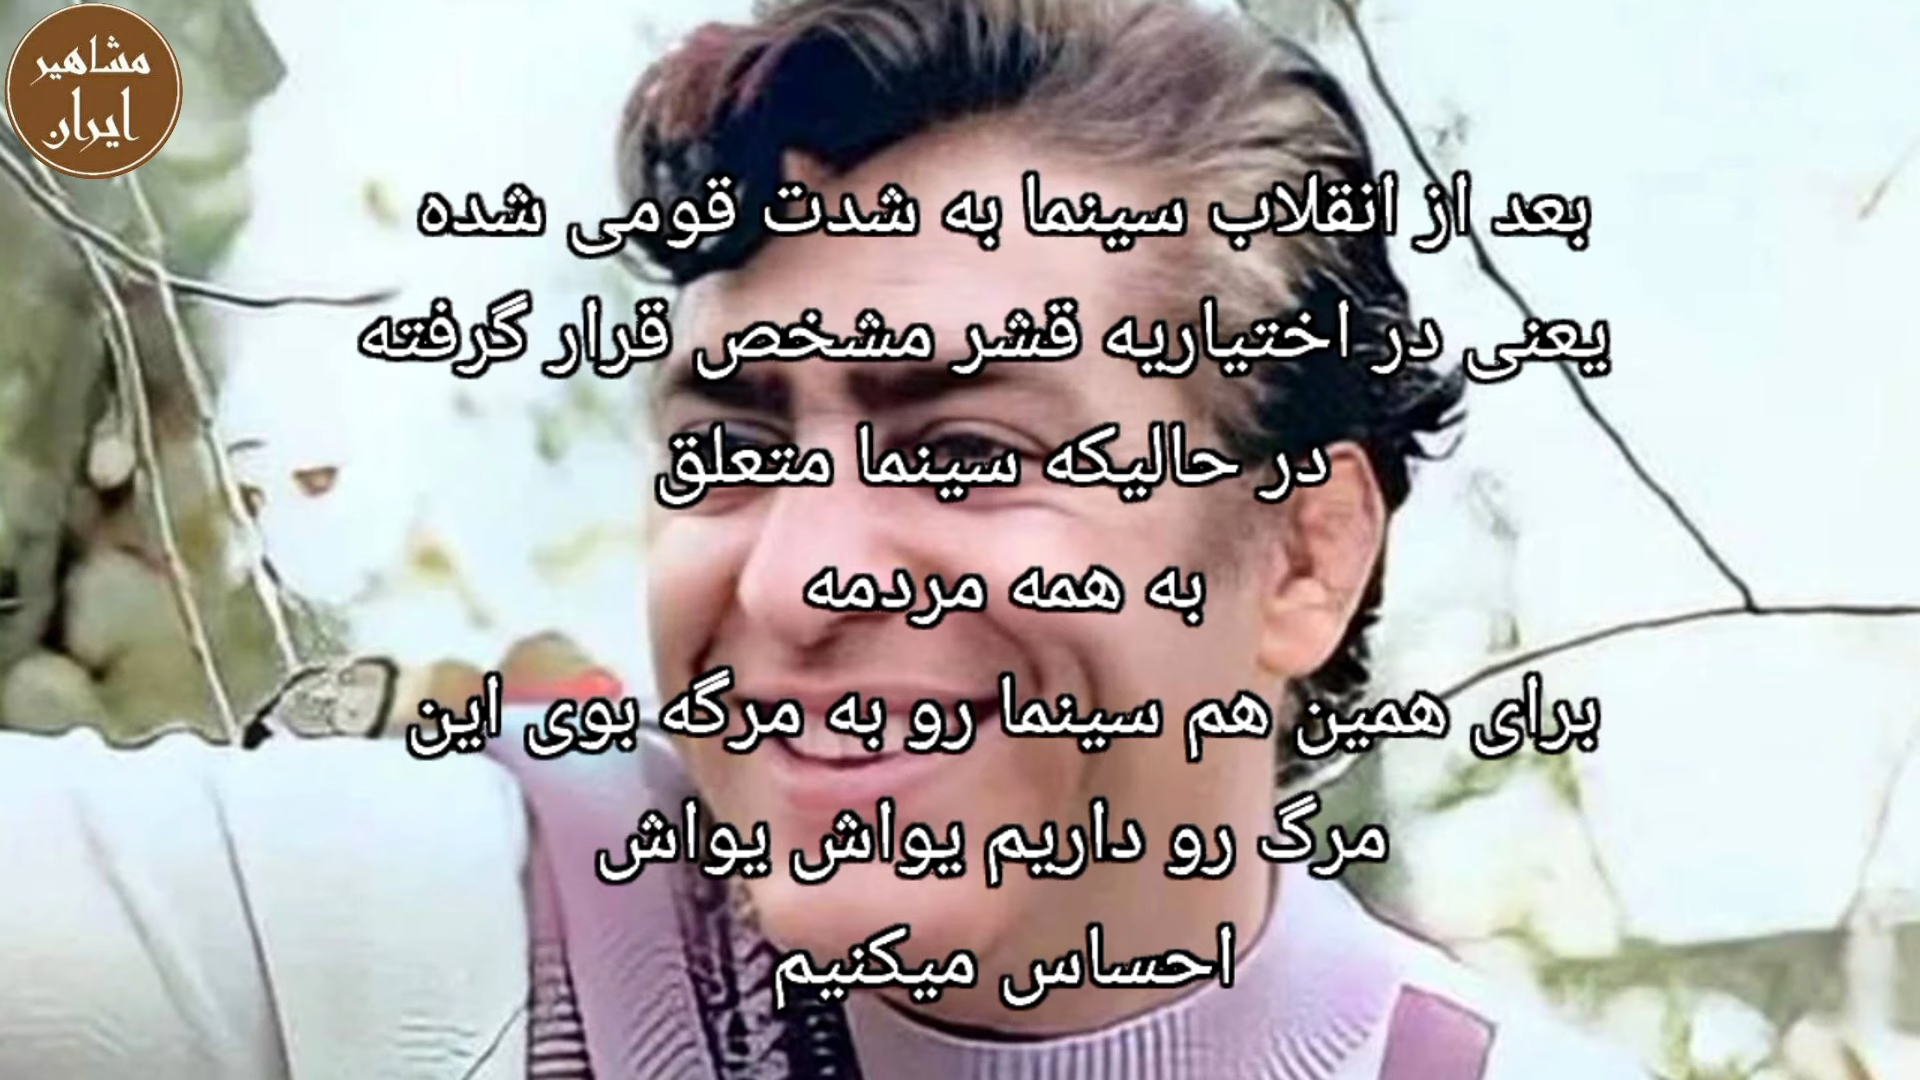 مشاهیر
ایران
بعد از انقلاب سینما به شدت قومی شده
یعنی در اختیاریه قشر مشخص قرار گرفته
در حالیکه سینما متعلق
به همه مردمه
برای همین هم سینما رو به مرگه بوی این
مرگ رو داریم یواش یواش
احساس میکنیم